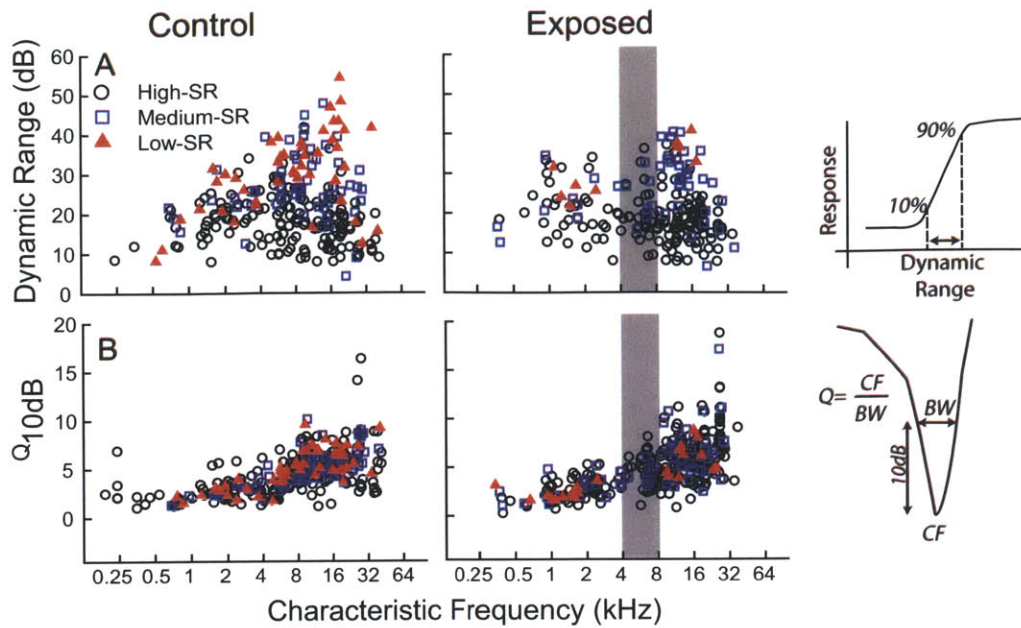 Control
Exposed
A
Dynamic Range (dB)
60
50
40
30
20
10
0
High-SR
Medium-SR
Low-SR
Response
90%
10%
Dynamic
Range
B
Q10dB
20
15
10
5
0
Q= CF
BW
BW
10dB
CF
0.25 0.5 1 2 4 8 16 32 64
0.25 0.5 1 2 4 8 16 32 64
Characteristic Frequency (kHz)